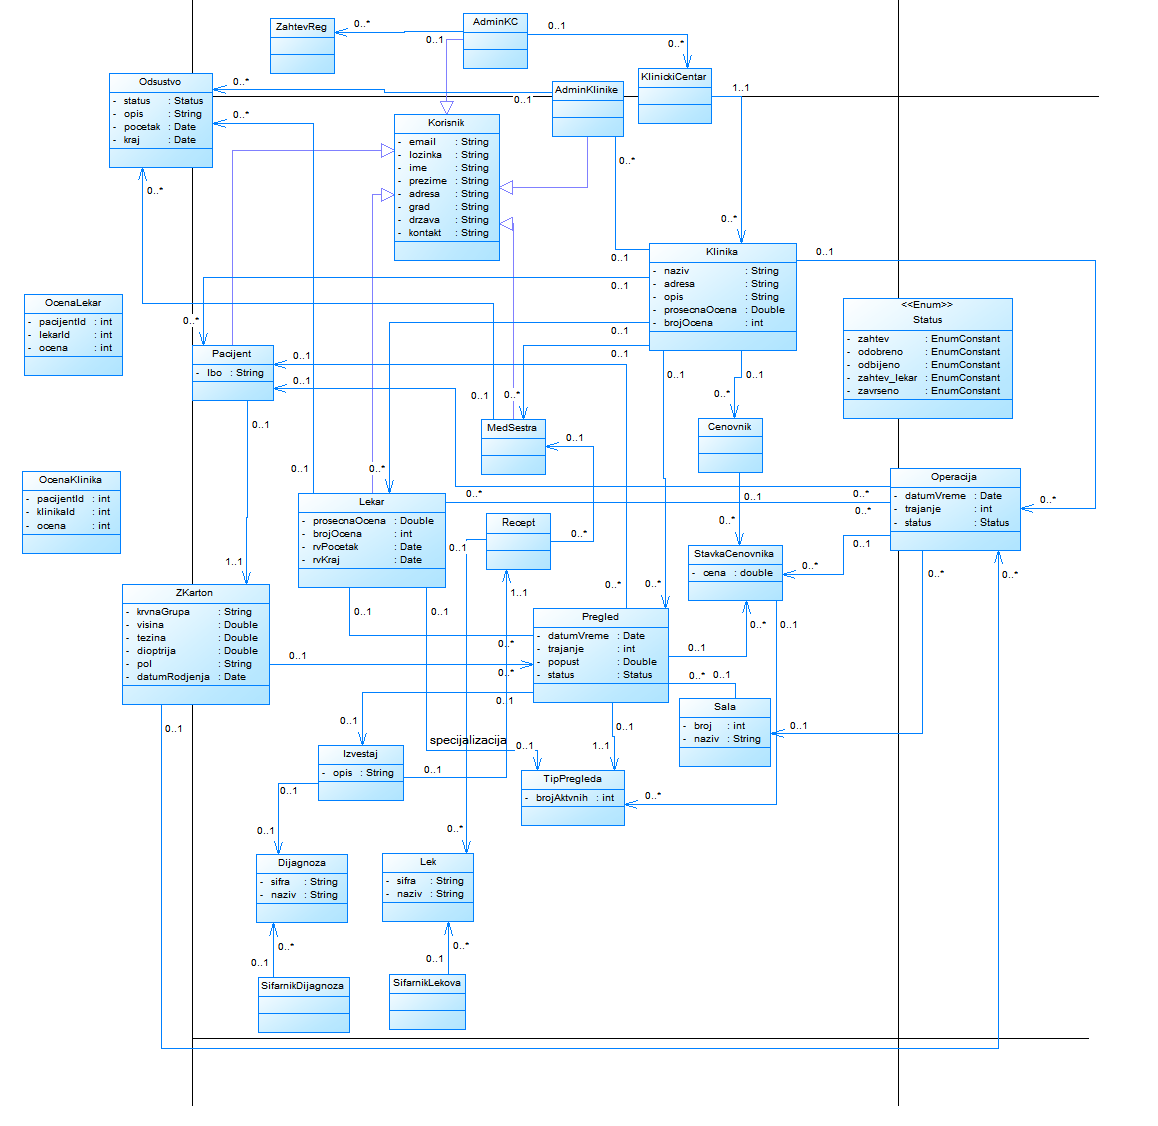 ZahtevReg
0..*
0..1
AdminKC
0..1
0..*
KlinickiCentar
1..1
Odsustvo
- status : Status
- opis : String
- pocetak : Date
- kraj : Date
0..*
0..*
0..*
0..1
AdminKlinike
0..*
0..*
Korisnik
- email : String
- lozinka : String
- ime : String
- prezime : String
- adresa : String
- grad : String
- drzava : String
- kontakt : String
0..1
Klinika
- naziv : String
- adresa : String
- opis : String
- prosecnaOcena : Double
- brojOcena : int
0..1
0..1
0..1
0..1
0..1
0..1
<<Enum>>
Status
- zahtev : EnumConstant
- odobreno : EnumConstant
- odbijeno : EnumConstant
- zahtev_lekar : EnumConstant
- zavrseno : EnumConstant
OcenaLekar
- pacijentId : int
- lekarId : int
- ocena : int
0..*
Pacijent
- lbo : String
0..1
0..1
0..1
0..1
0..*
MedSestra
0..1
0..*
Cenovnik
0..1
OcenaKlinika
- pacijentId : int
- klinikaId : int
- ocena : int
0..1
0..*
Lekar
- prosecnaOcena : Double
- brojOcena : int
- rvPocetak : Date
- rvKraj : Date
0..*
0..1
0..1
0..1
Recept
0..*
1..1
Operacija
- datumVreme : Date
- trajanje : int
- status : Status
0..*
0..*
0..*
0..1
0..*
0..*
0..*
StavkaCenovnika
- cena : double
0..*
0..*
0..1
1..1
ZKarton
- krvnaGrupa : String
- visina : Double
- tezina : Double
- dioptrija : Double
- pol : String
- datumRodjenja : Date
0..1
0..1
0..*
0..*
Pregled
- datumVreme : Date
- trajanje : int
- popust : Double
- status : Status
0..*
0..*
0..1
0..1
0..*
0..1
0..1
1..1
Sala
- broj : int
- naziv : String
0..1
0..1
Izvestaj
- opis : String
0..1
0..1
specijalizacija
0..1
TipPregleda
- brojAktvnih : int
0..*
0..1
Dijagnoza
- sifra : String
- naziv : String
0..*
0..1
0..*
Lek
- sifra : String
- naziv : String
0..*
0..1
SifarnikDijagnoza
SifarnikLekova